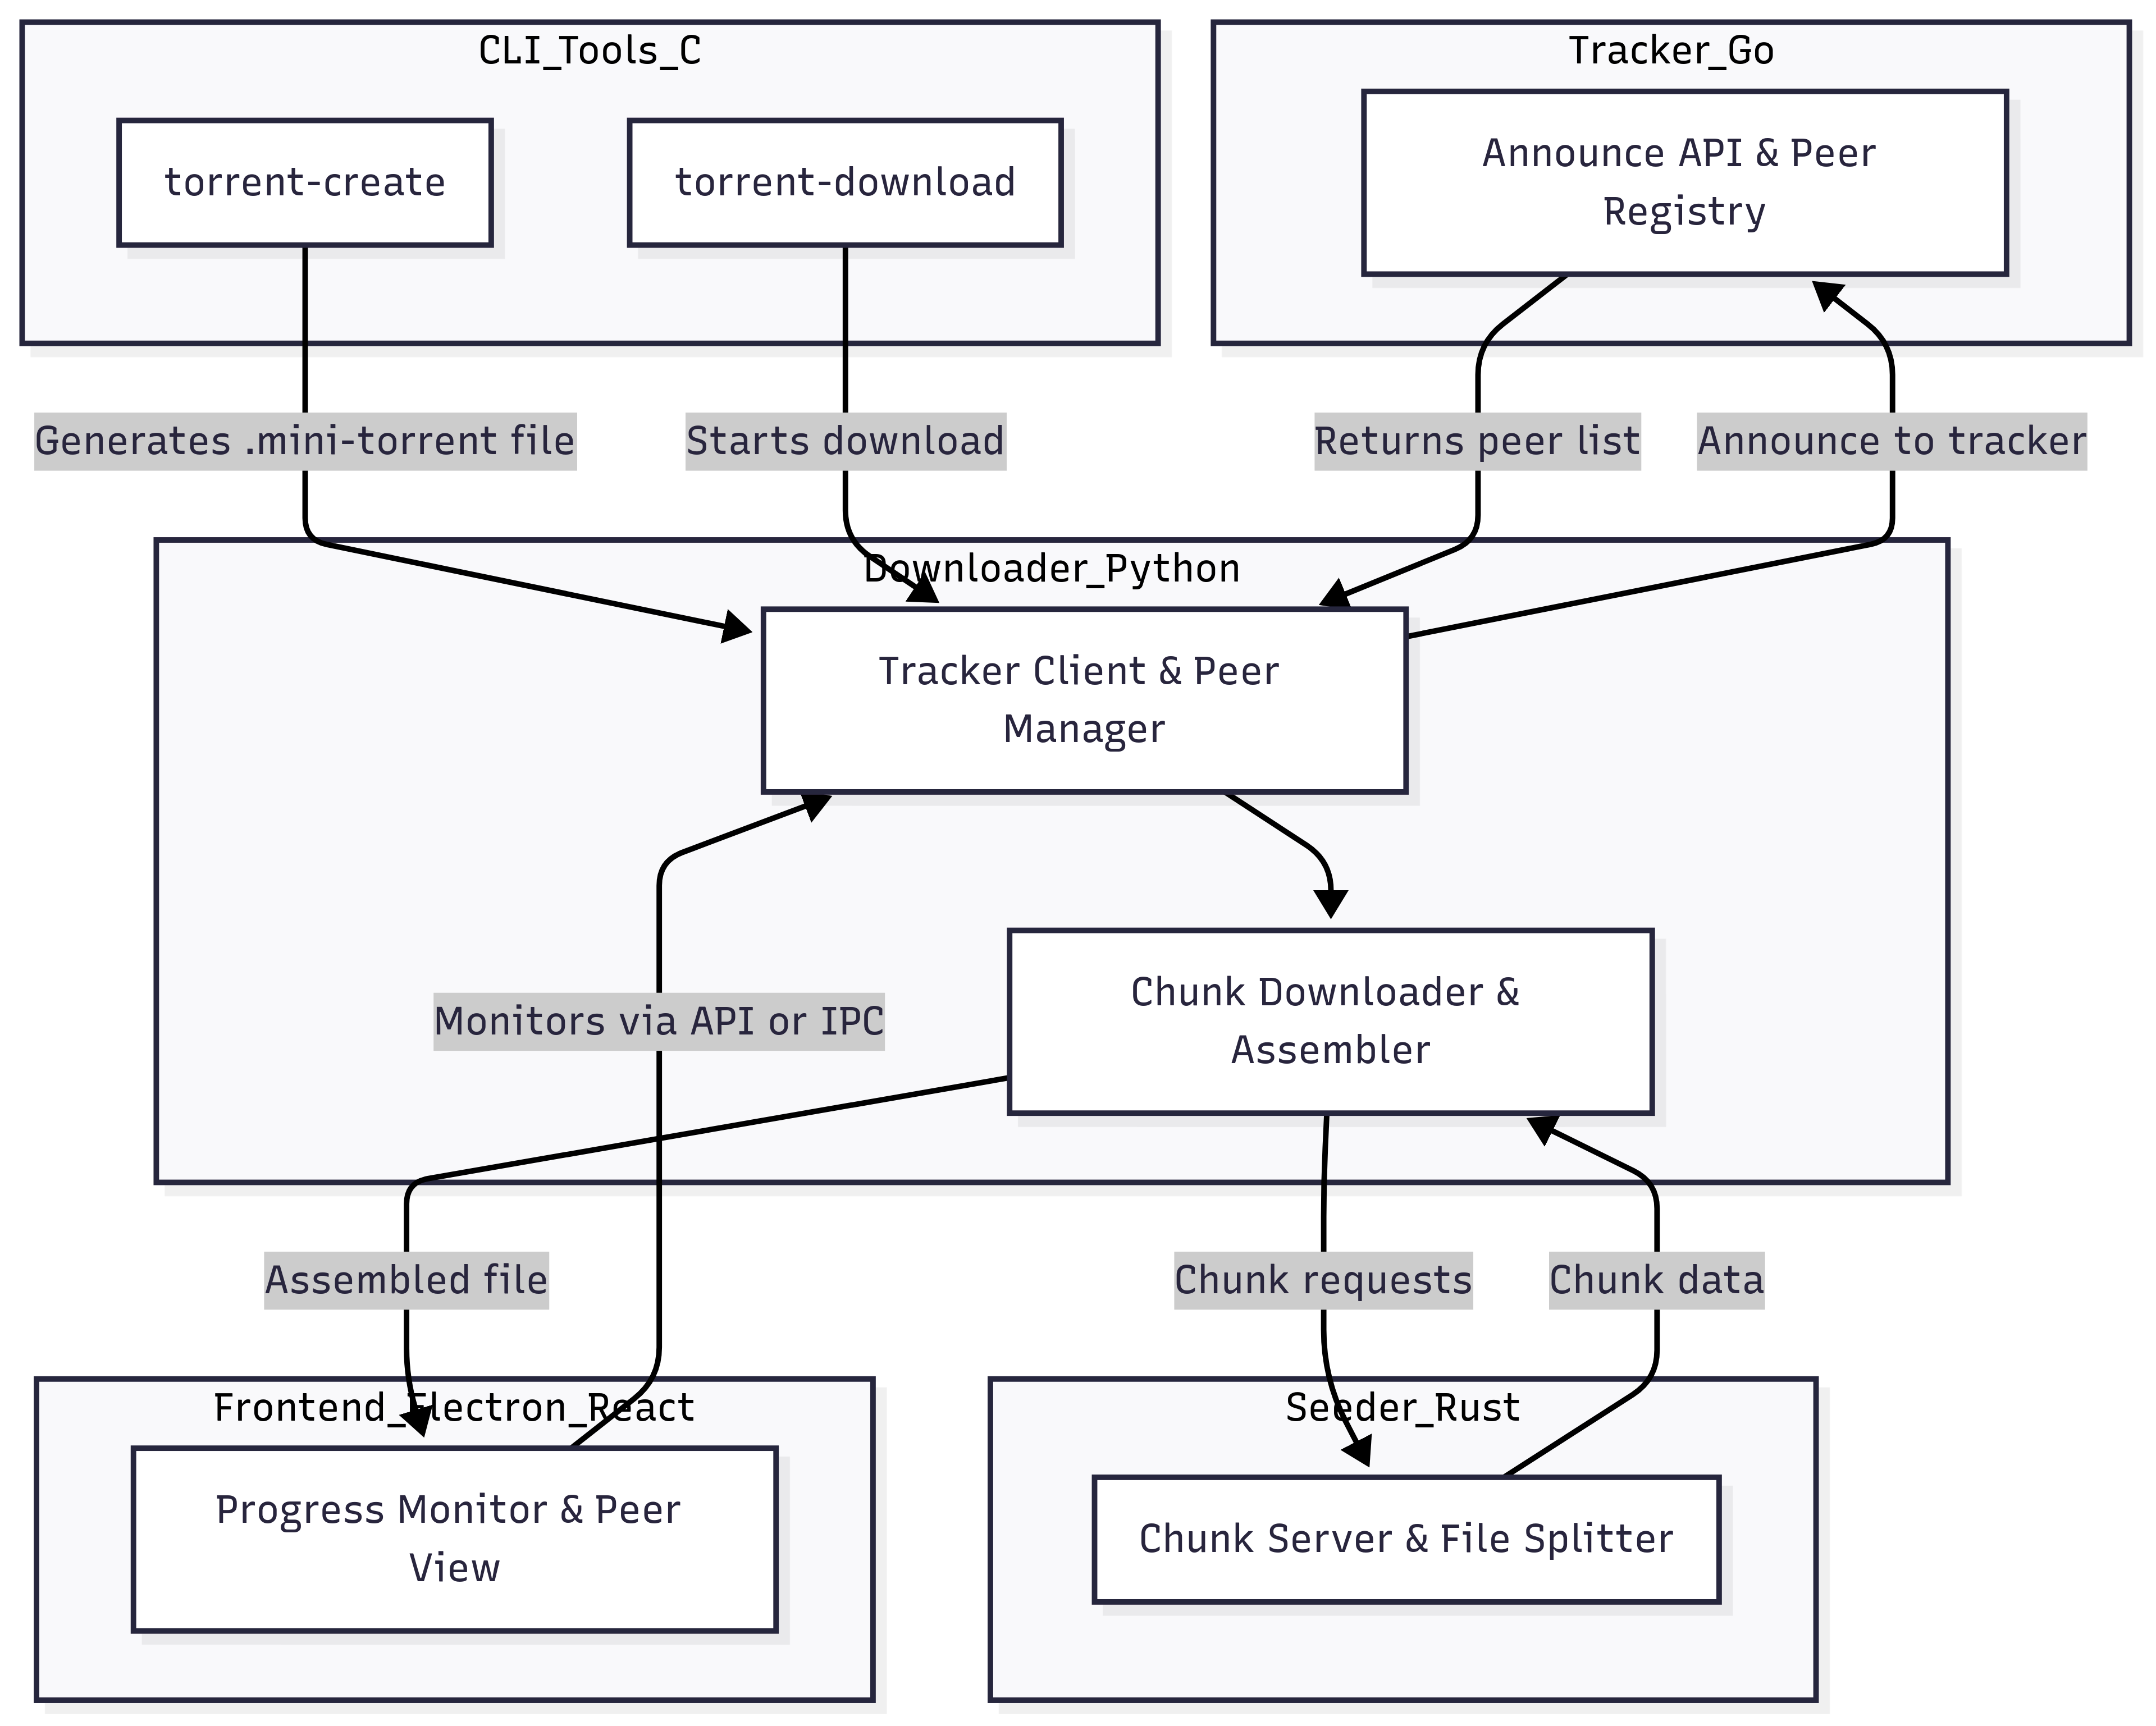 CLI_Tools_C
Tracker_Go
torrent-create
torrent-download
Announce API & Peer
Registry
Generates .mini-torrent file
Starts download
Returns peer list
Announce to tracker
Downloader_Python
Tracker Client & Peer
Manager
Chunk Downloader &
Assembler
Monitors via API or IPC
Assembled file
Chunk requests
Chunk data
Frontend_Electron_React
Seeder_Rust
Progress Monitor & Peer
View
Chunk Server & File Splitter